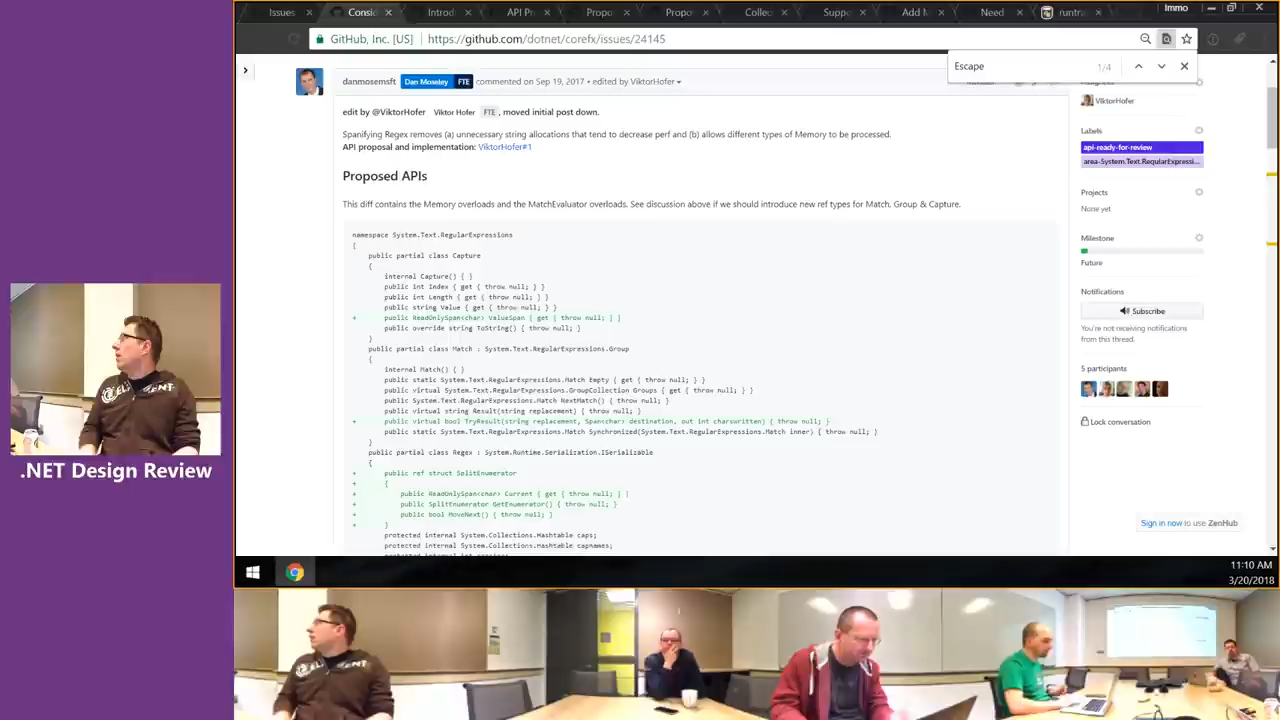 Issues
Consi
Introd
API Pr
Propo
Propo
Collec
Suppo
Add M
Need
runtra
Immo
GitHub, Inc. [US]
https://github.com/dotnet/corefx/issues/24145
Escape
1/4
danmosemsft Dan Moseley FTE commented on Sep 19, 2017 • edited by ViktorHofer
edit by @ViktorHofer Viktor Hofer FTE , moved initial post down.
Spanifying Regex removes (a) unnecessary string allocations that tend to decrease perf and (b) allows different types of Memory to be processed.
API proposal and implementation: ViktorHofer#1
Proposed APIs
This diff contains the Memory overloads and the MatchEvaluator overloads. See discussion above if we should introduce new ref types for Match, Group & Capture.
namespace System.Text.RegularExpressions
{
public partial class Capture
{
internal Capture() { }
public int Index { get { throw null; } }
public int Length { get { throw null; } }
public string Value { get { throw null; } }
+ public ReadOnlySpan<char> ValueSpan { get { throw null; } }
public override string ToString() { throw null; }
}
public partial class Match : System.Text.RegularExpressions.Group
{
internal Match() { }
public static System.Text.RegularExpressions.Match Empty { get { throw null; } }
public virtual System.Text.RegularExpressions.GroupCollection Groups { get { throw null; } }
public System.Text.RegularExpressions.Match NextMatch() { throw null; }
public virtual string Result(string replacement) { throw null; }
+ public virtual bool TryResult(string replacement, Span<char> destination, out int charsWritten) { throw null; }
public static System.Text.RegularExpressions.Match Synchronized(System.Text.RegularExpressions.Match inner) { throw null; }
}
public partial class Regex : System.Runtime.Serialization.ISerializable
{
+ public ref struct SplitEnumerator
+ {
+ public ReadOnlySpan<char> Current { get { throw null; } }
+ public SplitEnumerator GetEnumerator() { throw null; }
+ public bool MoveNext() { throw null; }
+ }
protected internal System.Collections.Hashtable caps;
protected internal System.Collections.Hashtable capnames;
ViktorHofer
Labels
api-ready-for-review
area-System.Text.RegularExpressi...
Projects
None yet
Milestone
Future
Notifications
Subscribe
You're not receiving notifications
from this thread.
5 participants
Lock conversation
Sign in now to use ZenHub
11:10 AM
3/20/2018
.NET Design Review